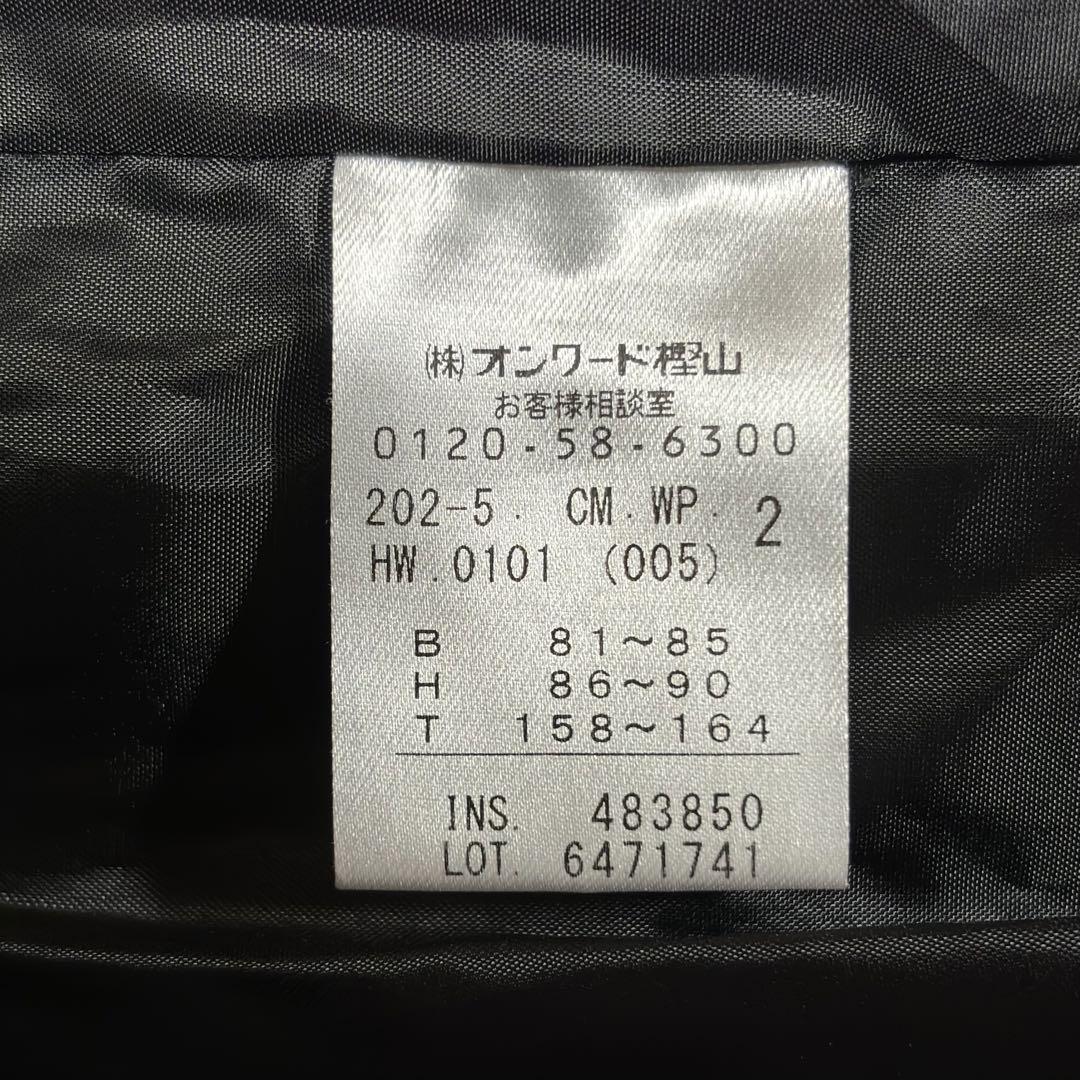 (株)オンワード樫山
お客様相談室
0120-58-6300
202-5. CM. WP. 2
HW.0101 (005)
B 81~85
H 86~90
T 158~164
INS. 483850
LOT. 6471741